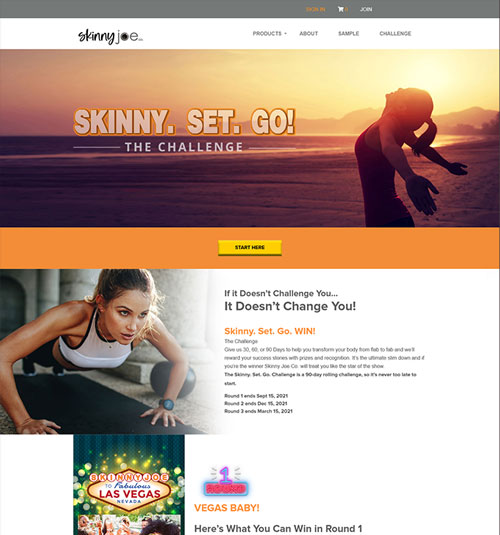 SIGN IN 0 JOIN
skinny joe
PRODUCTS ABOUT SAMPLE CHALLENGE
SKINNY. SET. GO!
THE CHALLENGE
START HERE
If it Doesn't Challenge You...
It Doesn't Change You!
Skinny. Set. Go. WIN!
The Challenge
Give us 30, 60, or 90 Days to help you transform your body from flab to fab and we'll
reward your success stories with prizes and recognition. It's the ultimate slim down and if
you're the winner Skinny Joe Co. will treat you like the star of the show.
The Skinny. Set. Go. Challenge is a 90-day rolling challenge, so it's never too late to
start.
Round 1 ends Sept 15, 2021
Round 2 ends Dec 15, 2021
Round 3 ends March 15, 2021
SKINNYJOE
TO Fabulous
LAS VEGAS
NEVADA
1
ROUND
VEGAS BABY!
Here's What You Can Win in Round 1